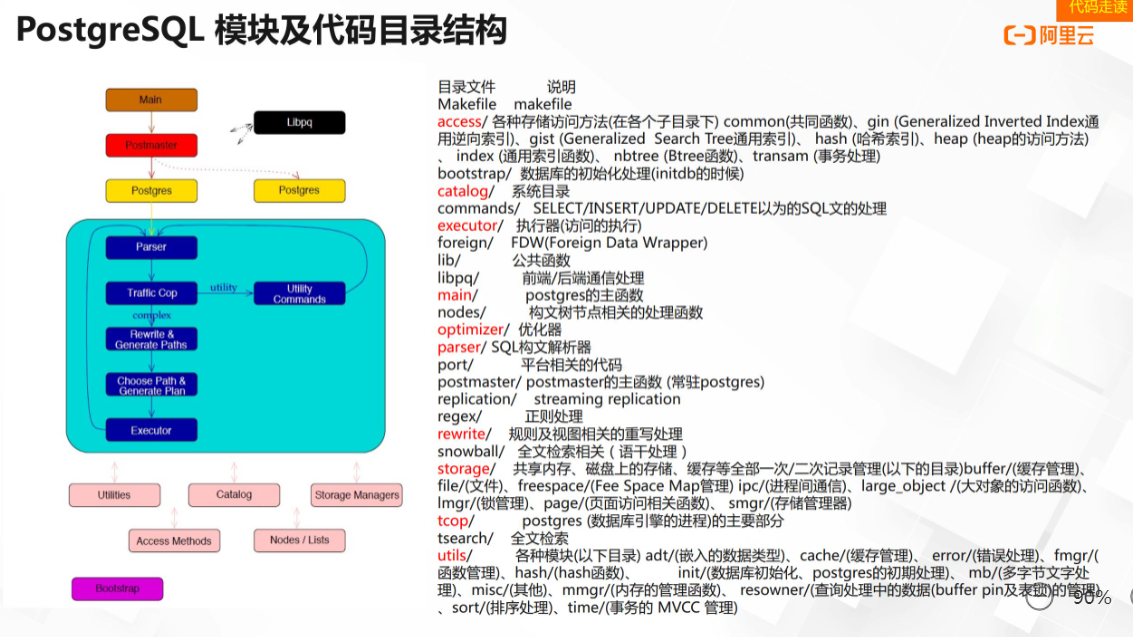 代码走读
PostgreSQL 模块及代码目录结构
阿里云
Main
Libpq
Postmaster
Postgres
Postgres
Parser
Traffic Cop
utility
Utility
Commands
complex
Rewrite &
Generate Paths
Choose Path &
Generate Plan
Executor
Utilities
Catalog
Storage Managers
Access Methods
Nodes / Lists
Bootstrap
目录文件 说明
Makefile makefile
access/ 各种存储访问方法(在各个子目录下) common(共同函数)、gin (Generalized Inverted Index通
用逆向索引)、gist (Generalized Search Tree通用索引)、 hash (哈希索引)、heap (heap的访问方法)
、 index (通用索引函数)、 nbtree (Btree函数)、transam (事务处理)
bootstrap/ 数据库的初始化处理(initdb的时候)
catalog/ 系统目录
commands/ SELECT/INSERT/UPDATE/DELETE以为的SQL文的处理
executor/ 执行器(访问的执行)
foreign/ FDW(Foreign Data Wrapper)
lib/ 公共函数
libpq/ 前端/后端通信处理
main/ postgres的主函数
nodes/ 构文树节点相关的处理函数
optimizer/ 优化器
parser/ SQL构文解析器
port/ 平台相关的代码
postmaster/ postmaster的主函数 (常驻postgres)
replication/ streaming replication
regex/ 正则处理
rewrite/ 规则及视图相关的重写处理
snowball/ 全文检索相关（语干处理）
storage/ 共享内存、磁盘上的存储、缓存等全部一次/二次记录管理(以下的目录)buffer/(缓存管理)、
file/(文件)、freespace/(Fee Space Map管理) ipc/(进程间通信)、large_object /(大对象的访问函数)、
lmgr/(锁管理)、page/(页面访问相关函数)、 smgr/(存储管理器)
tcop/ postgres (数据库引擎的进程)的主要部分
tsearch/ 全文检索
utils/ 各种模块(以下目录) adt/(嵌入的数据类型)、cache/(缓存管理)、 error/(错误处理)、fmgr/(
函数管理)、hash/(hash函数)、 init/(数据库初始化、postgres的初期处理)、 mb/(多字节文字处
理)、misc/(其他)、mmgr/(内存的管理函数)、 resowner/(查询处理中的数据(buffer pin及表锁)的管理)
、sort/(排序处理)、time/(事务的 MVCC 管理)
90%